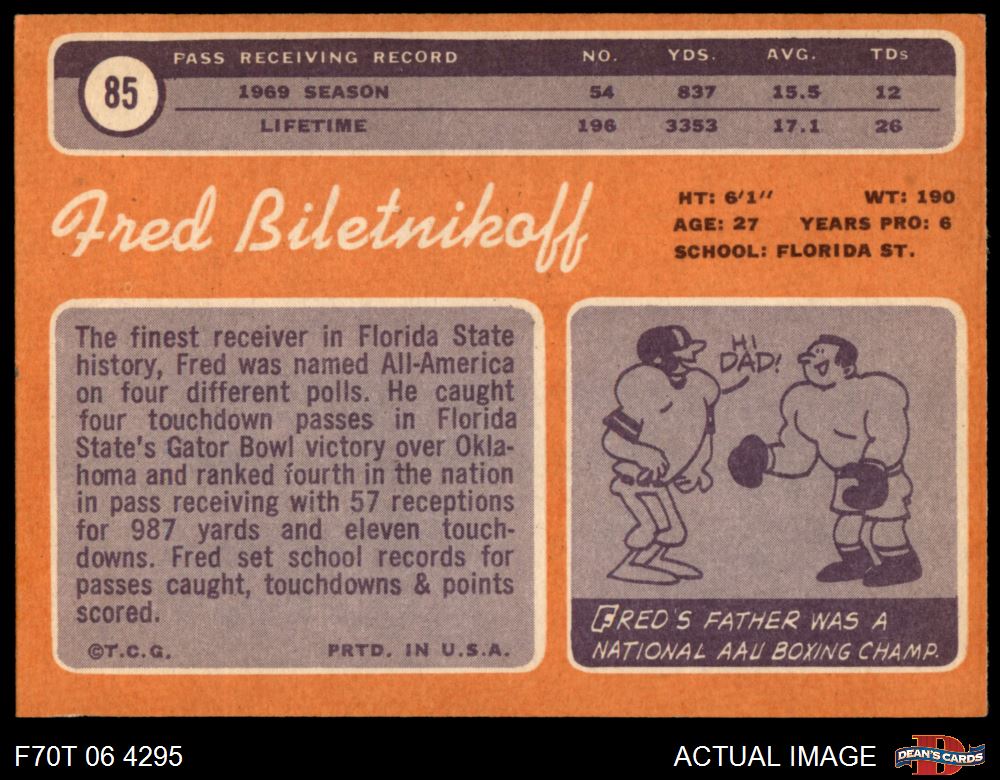 85
PASS RECEIVING RECORD NO. YDS. AVG. TDs
1969 SEASON 54 837 15.5 12
LIFETIME 196 3353 17.1 26
Fred Biletnikoff
HT: 6'1" WT: 190
AGE: 27 YEARS PRO: 6
SCHOOL: FLORIDA ST.
The finest receiver in Florida State
history, Fred was named All-America
on four different polls. He caught
four touchdown passes in Florida
State's Gator Bowl victory over Okla-
homa and ranked fourth in the nation
in pass receiving with 57 receptions
for 987 yards and eleven touch-
downs. Fred set school records for
passes caught, touchdowns & points
scored.
©T.C.G. PRTD. IN U.S.A.
HI
DAD!
FRED'S FATHER WAS A
NATIONAL AAU BOXING CHAMP.
F70T 06 4295
ACTUAL IMAGE
D
DEAN'S CARDS